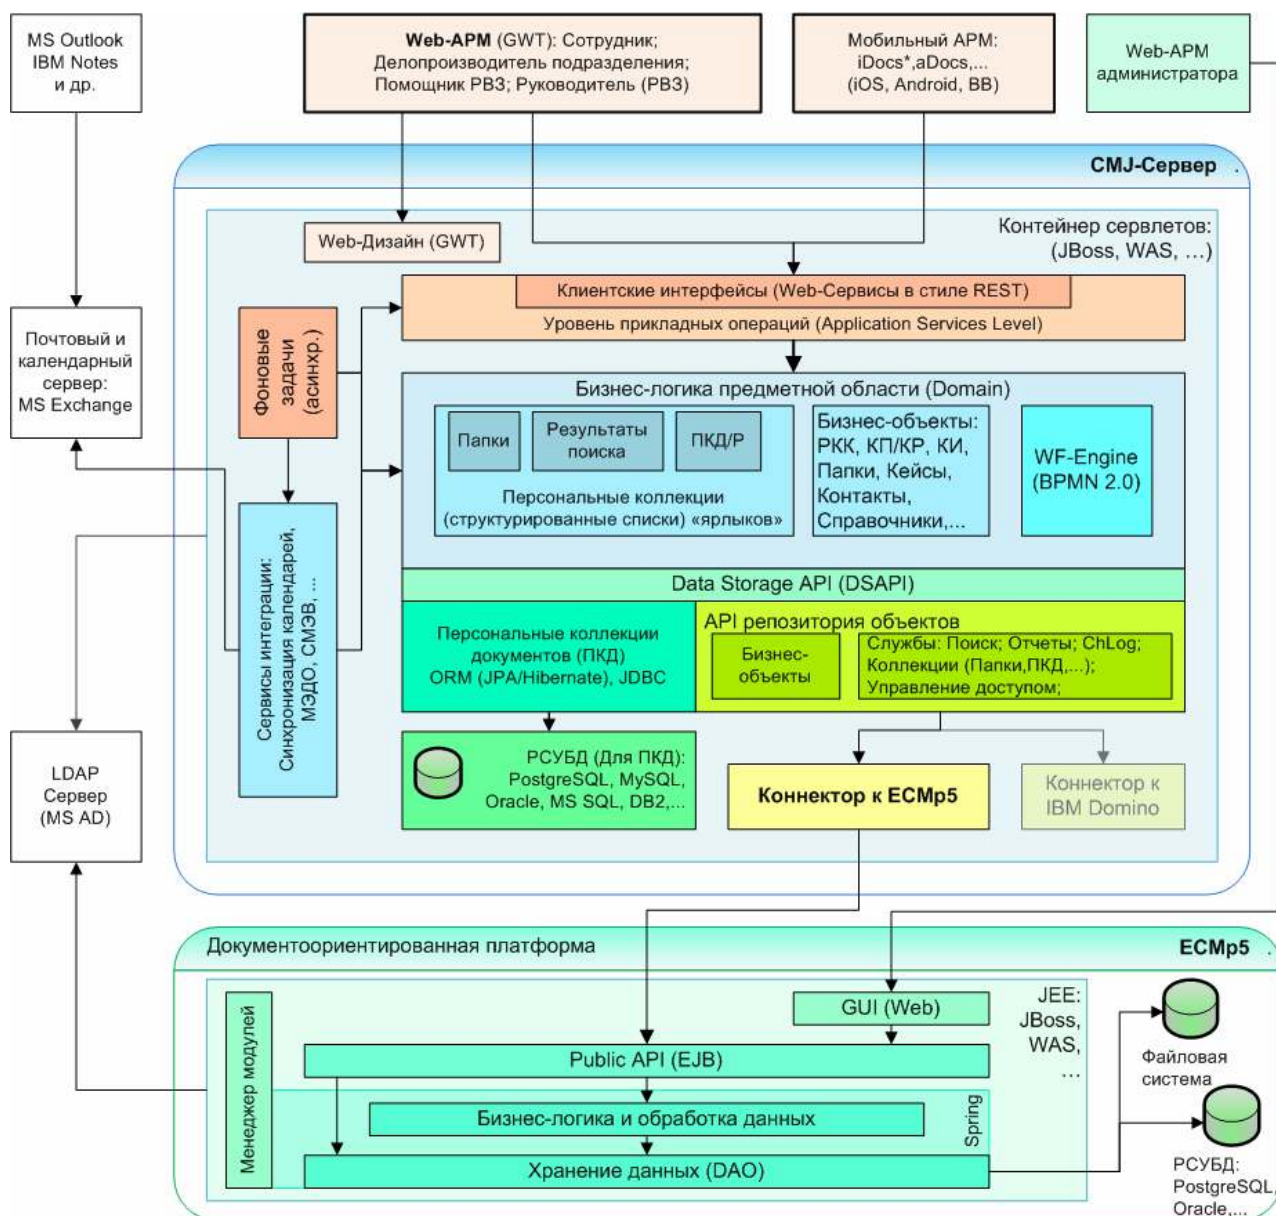 MS Outlook
IBM Notes
и др.
Web-АРМ (GWT): Сотрудник;
Делопроизводитель подразделения;
Помощник РВЗ; Руководитель (РВЗ)
Мобильный АРМ:
iDocs*,aDocs,...
(iOS, Android, BB)
Web-АРМ
администратора
CMJ-Сервер
Контейнер сервлетов:
(JBoss, WAS, …)
Web-Дизайн (GWT)
Клиентские интерфейсы (Web-Сервисы в стиле REST)
Уровень прикладных операций (Application Services Level)
Почтовый и
календарный
сервер:
MS Exchange
Фоновые
задачи
(асинхр.)
Бизнес-логика предметной области (Domain)
Папки
Результаты
поиска
ПКД/Р
Персональные коллекции
(структурированные списки) «ярлыков»
Бизнес-объекты:
РКК, КП/КР, КИ,
Папки, Кейсы,
Контакты,
Справочники,...
WF-Engine
(BPMN 2.0)
Сервисы интеграции:
Синхронизация календарей,
МЭДО, СМЭВ, ...
Data Storage API (DSAPI)
Персональные коллекции
документов (ПКД)
ORM (JPA/Hibernate), JDBC
API репозитория объектов
Бизнес-
объекты
Службы: Поиск; Отчеты; ChLog;
Коллекции (Папки,ПКД,...);
Управление доступом;
LDAP
Сервер
(MS AD)
РСУБД (Для ПКД):
PostgreSQL, MySQL,
Oracle, MS SQL, DB2,...
Коннектор к ECMp5
Коннектор к
IBM Domino
Документоориентированная платформа
ECMp5
Менеджер модулей
GUI (Web)
JEE:
JBoss,
WAS,
…
Public API (EJB)
Spring
Бизнес-логика и обработка данных
Хранение данных (DAO)
Файловая
система
РСУБД:
PostgreSQL,
Oracle,...